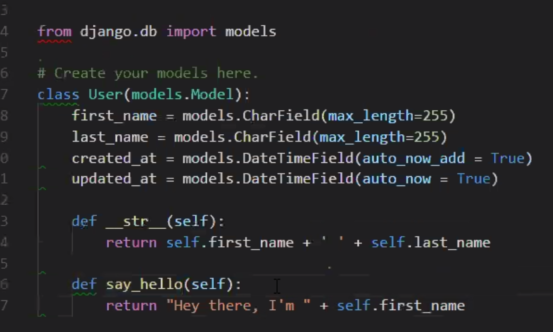 3
4 from django.db import models
5
6 # Create your models here.
7 class User(models.Model):
8 first_name = models.CharField(max_length=255)
9 last_name = models.CharField(max_length=255)
0 created_at = models.DateTimeField(auto_now_add = True)
1 updated_at = models.DateTimeField(auto_now = True)
2
3 def __str__(self):
4 return self.first_name + ' ' + self.last_name
5
6 def say_hello(self):
7 return "Hey there, I'm " + self.first_name